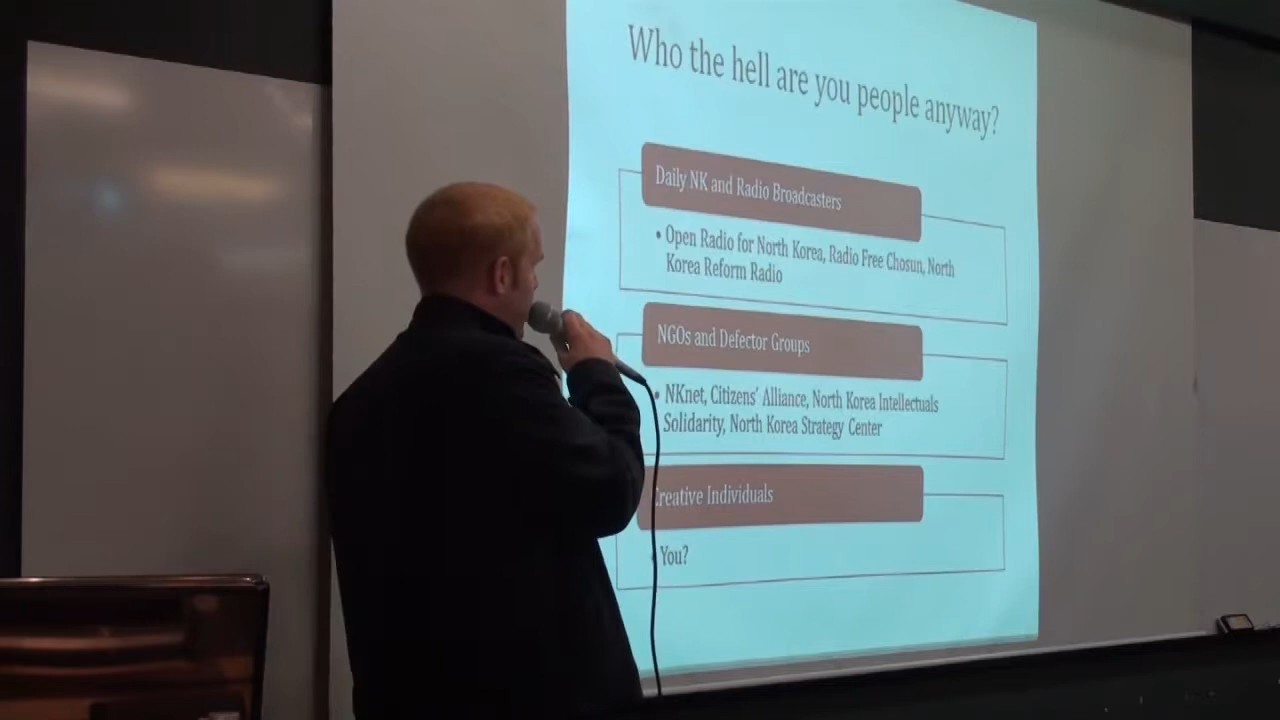 Who the hell are you people anyway?
Daily NK and Radio Broadcasters
• Open Radio for North Korea, Radio Free Chosun, North
Korea Reform Radio
NGOs and Defector Groups
• NKnet, Citizens’ Alliance, North Korea Intellectuals
Solidarity, North Korea Strategy Center
Creative Individuals
• You?